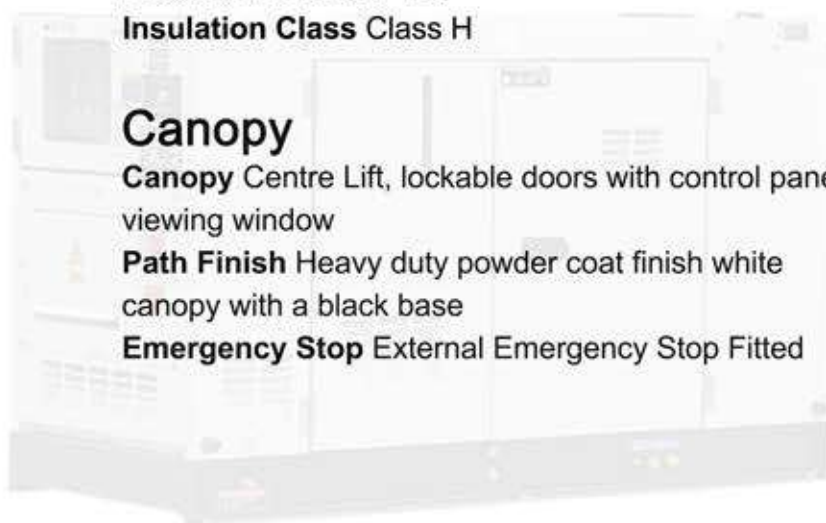 Insulation Class Class H
Canopy
Canopy Centre Lift, lockable doors with control pane
viewing window
Path Finish Heavy duty powder coat finish white
canopy with a black base
Emergency Stop External Emergency Stop Fitted